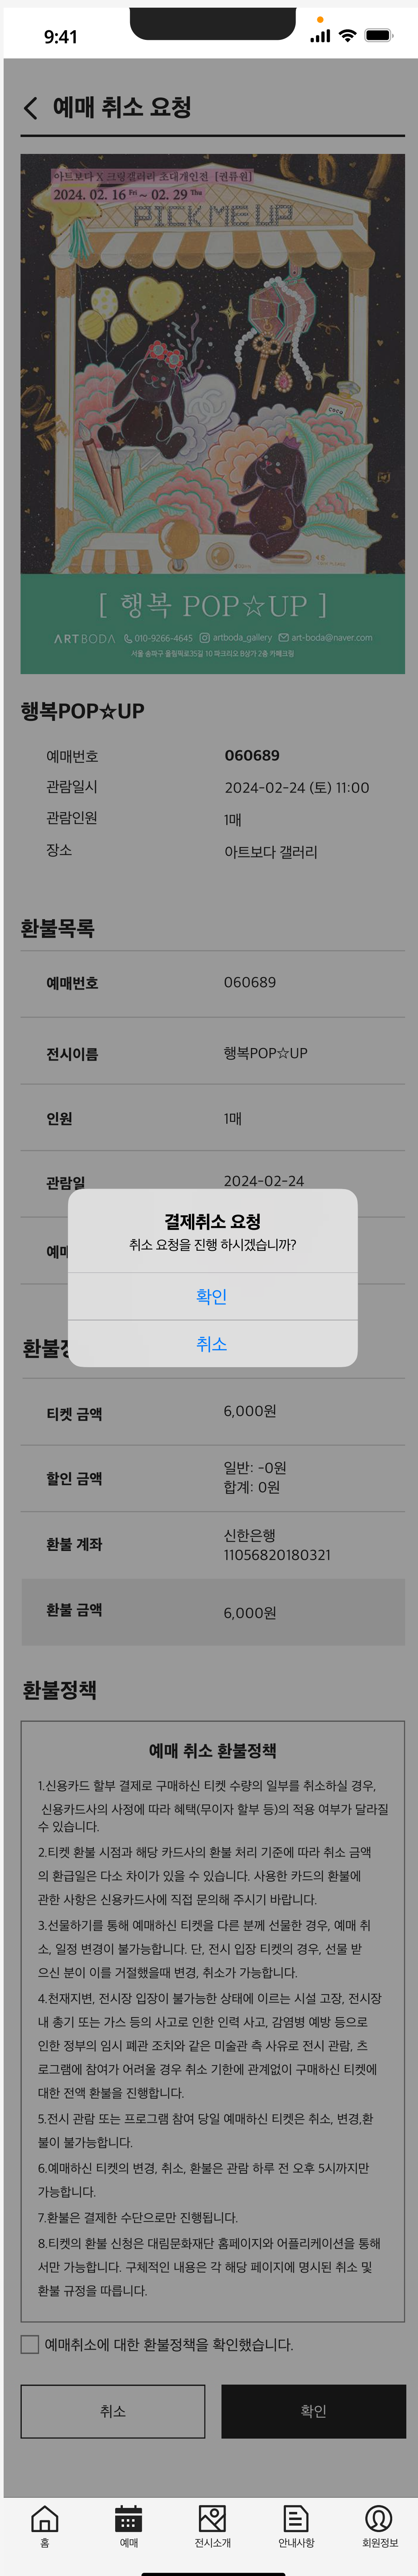 9:41
예매 취소 요청
아트보다 X 크링갤러리 초대개인전 [권류원]
2024. 02. 16 Fri ~ 02. 29 Thu
PICK ME UP
COCO
[ 행복 POP☆UP ]
ARTBODA 010-9266-4645 artboda_gallery art-boda@naver.com
서울 송파구 올림픽로35길 10 파크리오 B상가 2층 카페크링
행복POP☆UP
예매번호 060689
관람일시 2024-02-24 (토) 11:00
관람인원 1매
장소 아트보다 갤러리
환불목록
예매번호 060689
전시이름 행복POP☆UP
인원 1매
관람일 2024-02-24
결제취소 요청
취소 요청을 진행 하시겠습니까?
확인
취소
티켓 금액 6,000원
할인 금액 일반: -0원
합계: 0원
환불 계좌 신한은행
11056820180321
환불 금액 6,000원
환불정책
예매 취소 환불정책
1.신용카드 할부 결제로 구매하신 티켓 수량의 일부를 취소하실 경우,
신용카드사의 사정에 따라 혜택(무이자 할부 등)의 적용 여부가 달라질
수 있습니다.
2.티켓 환불 시점과 해당 카드사의 환불 처리 기준에 따라 취소 금액
의 환급일은 다소 차이가 있을 수 있습니다. 사용한 카드의 환불에
관한 사항은 신용카드사에 직접 문의해 주시기 바랍니다.
3.선물하기를 통해 예매하신 티켓을 다른 분께 선물한 경우, 예매 취
소, 일정 변경이 불가능합니다. 단, 전시 입장 티켓의 경우, 선물 받
으신 분이 이를 거절했을때 변경, 취소가 가능합니다.
4.천재지변, 전시장 입장이 불가능한 상태에 이르는 시설 고장, 전시장
내 총기 또는 가스 등의 사고로 인한 인력 사고, 감염병 예방 등으로
인한 정부의 임시 폐관 조치와 같은 미술관 측 사유로 전시 관람, 츠
로그램에 참여가 어려울 경우 취소 기한에 관계없이 구매하신 티켓에
대한 전액 환불을 진행합니다.
5.전시 관람 또는 프로그램 참여 당일 예매하신 티켓은 취소, 변경,환
불이 불가능합니다.
6.예매하신 티켓의 변경, 취소, 환불은 관람 하루 전 오후 5시까지만
가능합니다.
7.환불은 결제한 수단으로만 진행됩니다.
8.티켓의 환불 신청은 대림문화재단 홈페이지와 어플리케이션을 통해
서만 가능합니다. 구체적인 내용은 각 해당 페이지에 명시된 취소 및
환불 규정을 따릅니다.
예매취소에 대한 환불정책을 확인했습니다.
취소 확인
홈 예매 전시소개 안내사항 회원정보